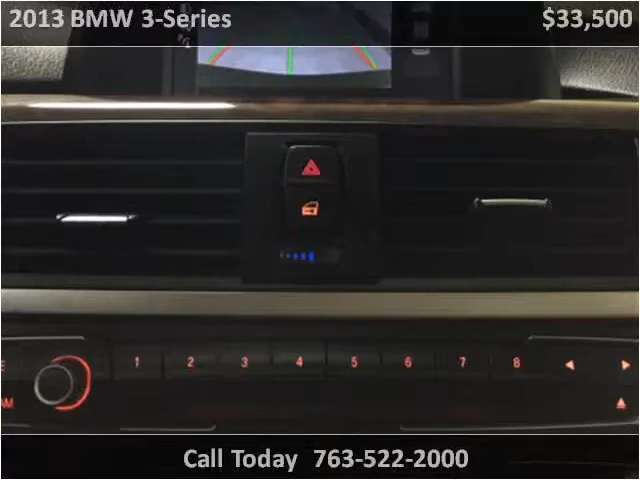 2013 BMW 3-Series $33,500
1 2 3 4 5 6 7 8
AM
Call Today 763-522-2000